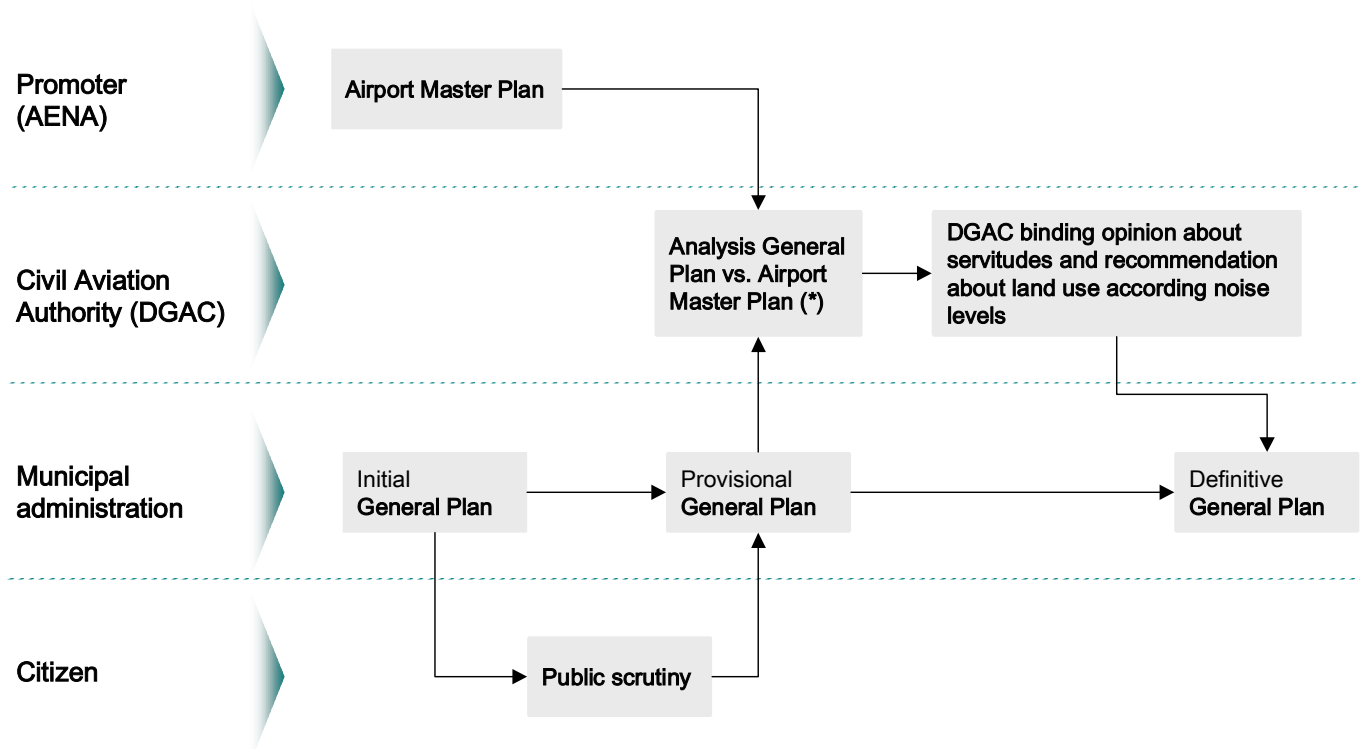 Promoter
(AENA)
Airport Master Plan
Civil Aviation
Authority (DGAC)
Analysis General
Plan vs. Airport
Master Plan (*)
DGAC binding opinion about
servitudes and recommendation
about land use according noise
levels
Municipal
administration
Initial
General Plan
Provisional
General Plan
Definitive
General Plan
Citizen
Public scrutiny